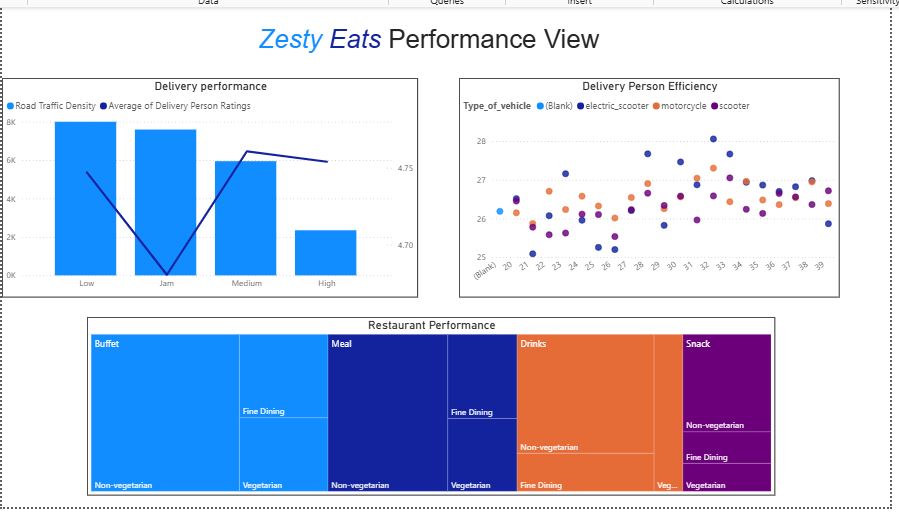 Data Queries Insert Calculations Sensitivity
Zesty Eats Performance View
Delivery performance
Road Traffic Density Average of Delivery Person Ratings
8K
6K
4K
2K
0K
4.75
4.70
Low Jam Medium High
Delivery Person Efficiency
Type_of_vehicle (Blank) electric_scooter motorcycle scooter
28
27
26
25
(Blank) 20 21 22 23 24 25 26 27 28 29 30 31 32 33 34 35 36 37 38 39
Restaurant Performance
Buffet
Non-vegetarian
Fine Dining
Vegetarian
Meal
Non-vegetarian
Fine Dining
Vegetarian
Drinks
Non-vegetarian
Fine Dining
Veg...
Snack
Non-vegetarian
Fine Dining
Vegetarian